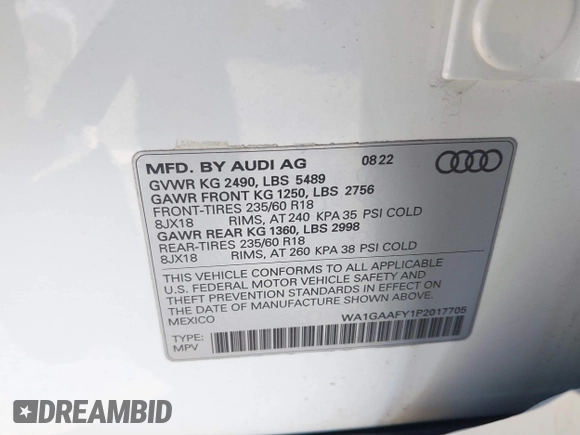 MFD. BY AUDI AG 08 22
GVWR KG 2490, LBS 5489
GAWR FRONT KG 1250, LBS 2756
FRONT-TIRES 235/60 R18
8JX18 RIMS, AT 240 KPA 35 PSI COLD
GAWR REAR KG 1360, LBS 2998
REAR-TIRES 235/60 R18
8JX18 RIMS, AT 260 KPA 38 PSI COLD
THIS VEHICLE CONFORMS TO ALL APPLICABLE
U.S. FEDERAL MOTOR VEHICLE SAFETY AND
THEFT PREVENTION STANDARDS IN EFFECT ON
THE DATE OF MANUFACTURE SHOWN ABOVE.
MEXICO WA1GAAFY1P2017705
TYPE:
MPV
DREAMBID